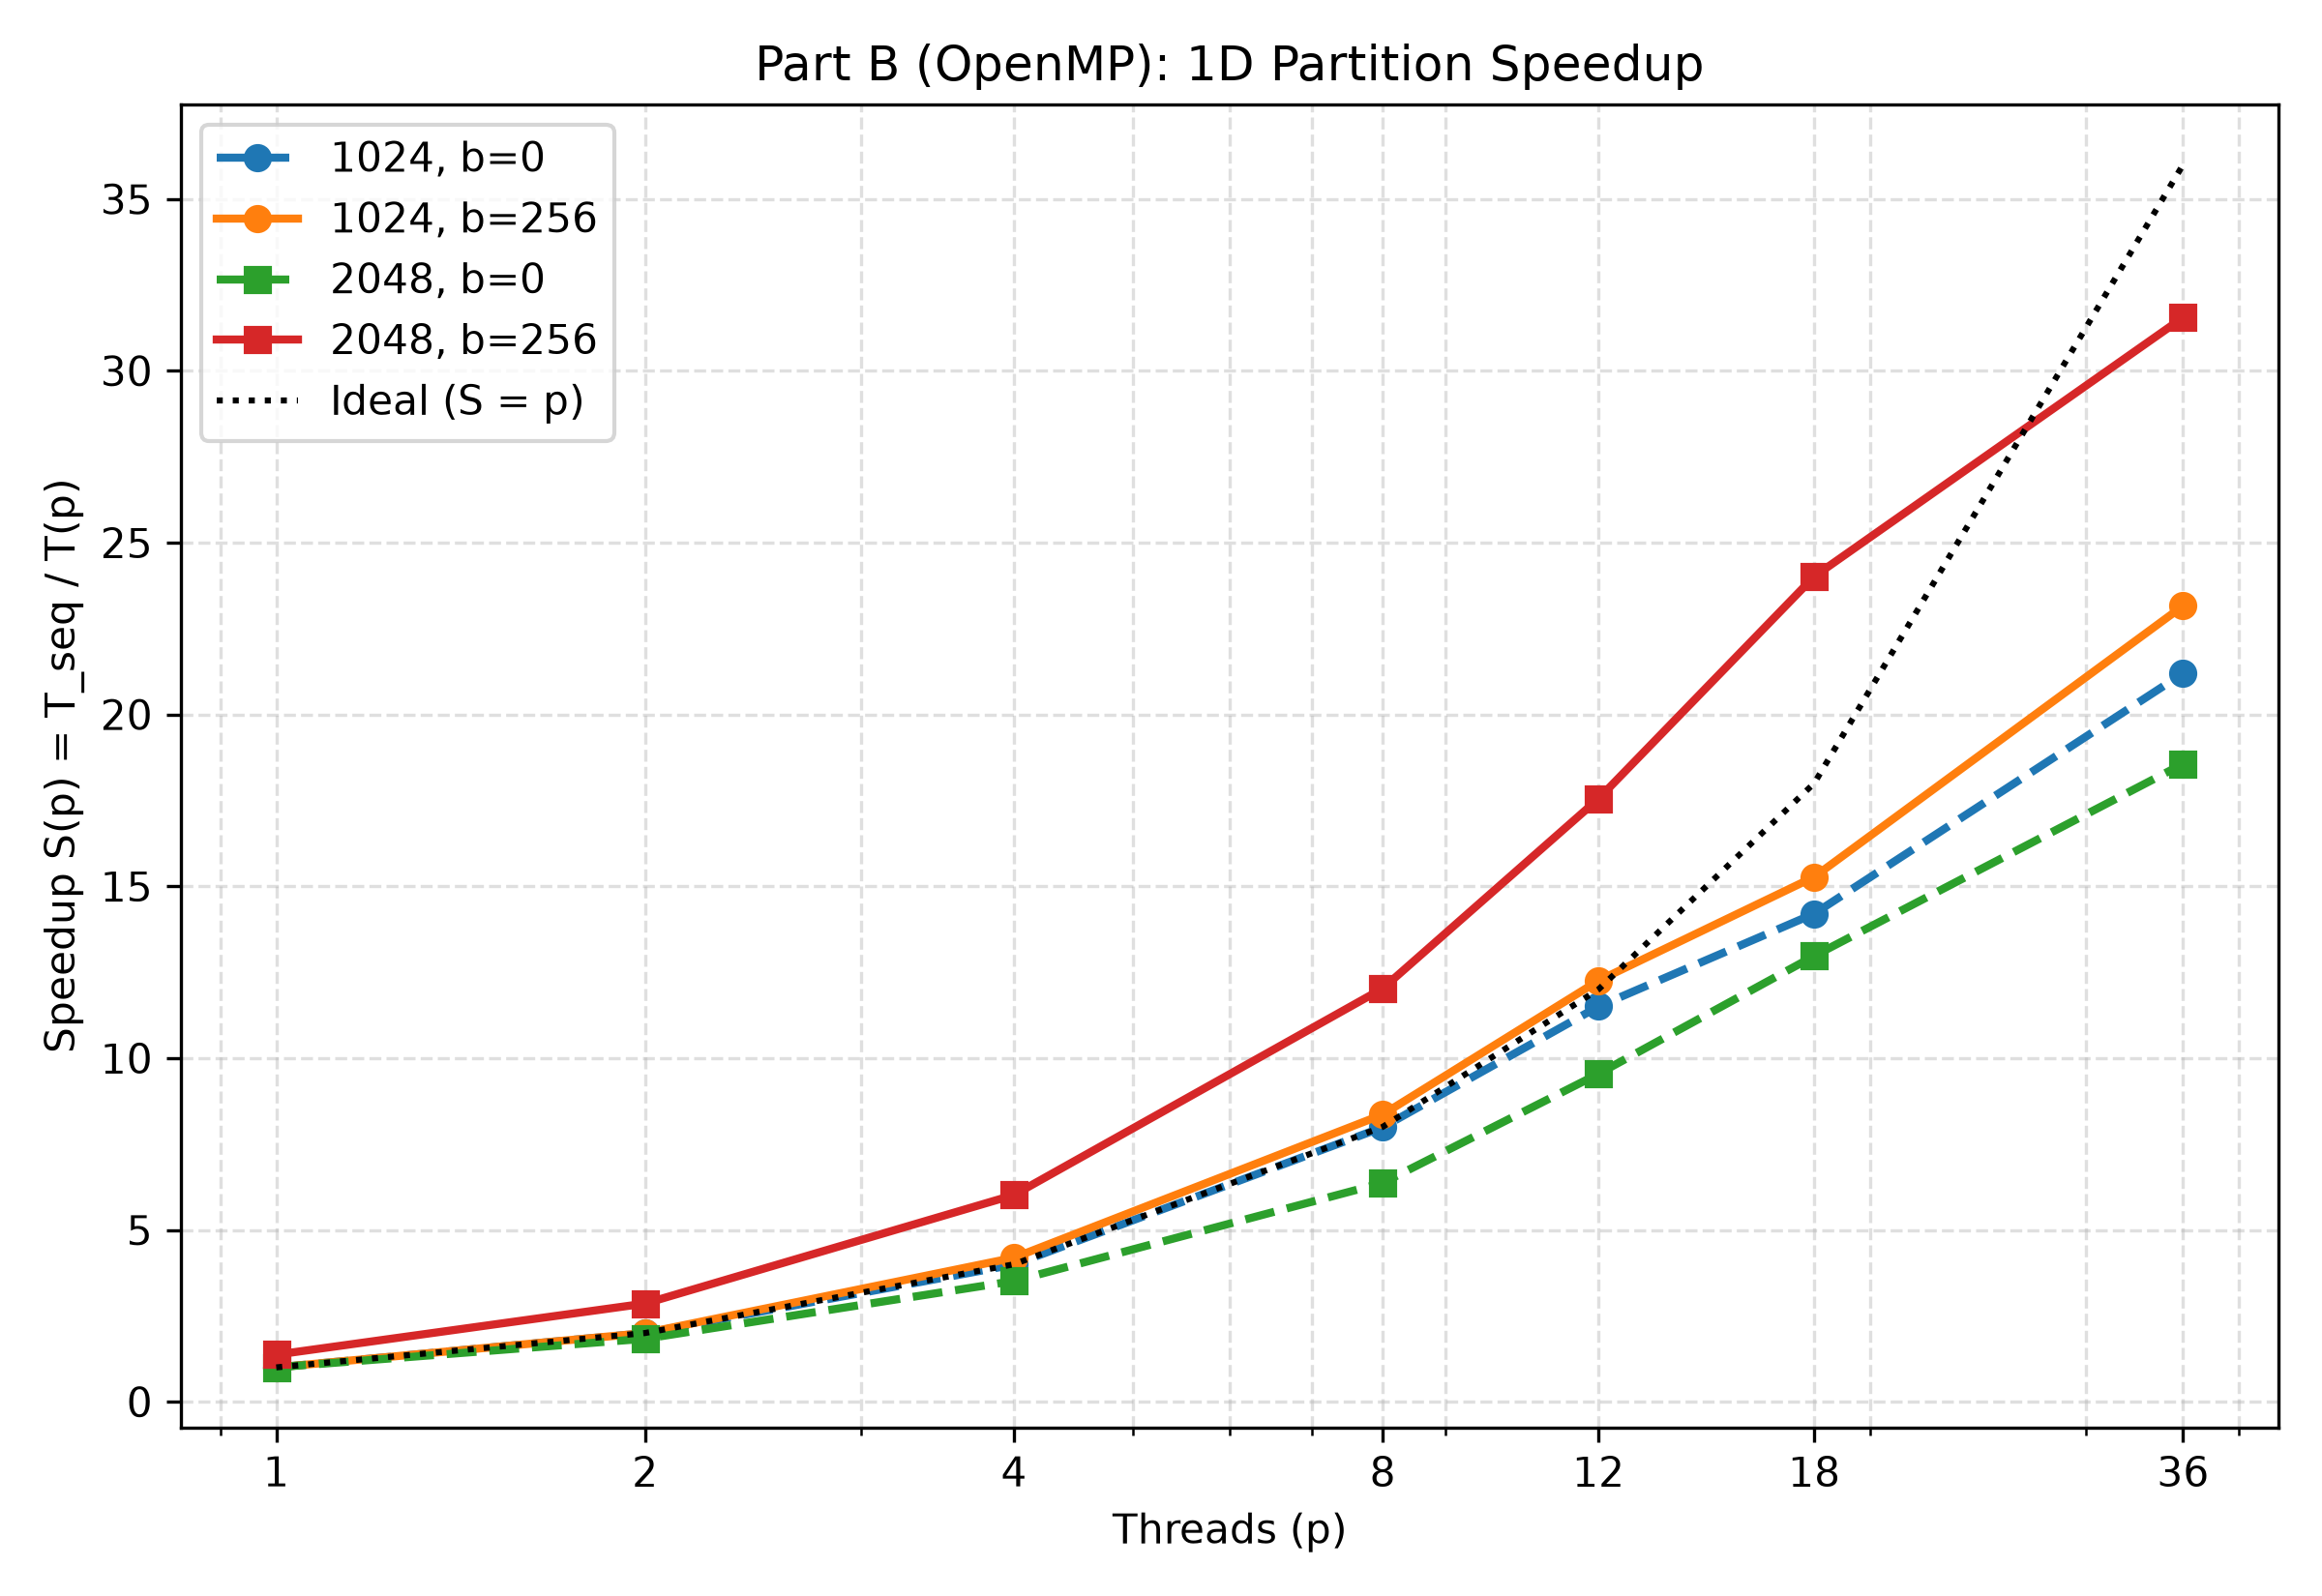 Part B (OpenMP): 1D Partition Speedup
1024, b=0
1024, b=256
2048, b=0
2048, b=256
Ideal (S = p)
Speedup S(p) = T_seq / T(p)
35
30
25
20
15
10
5
0
1 2 4 8 12 18 36
Threads (p)